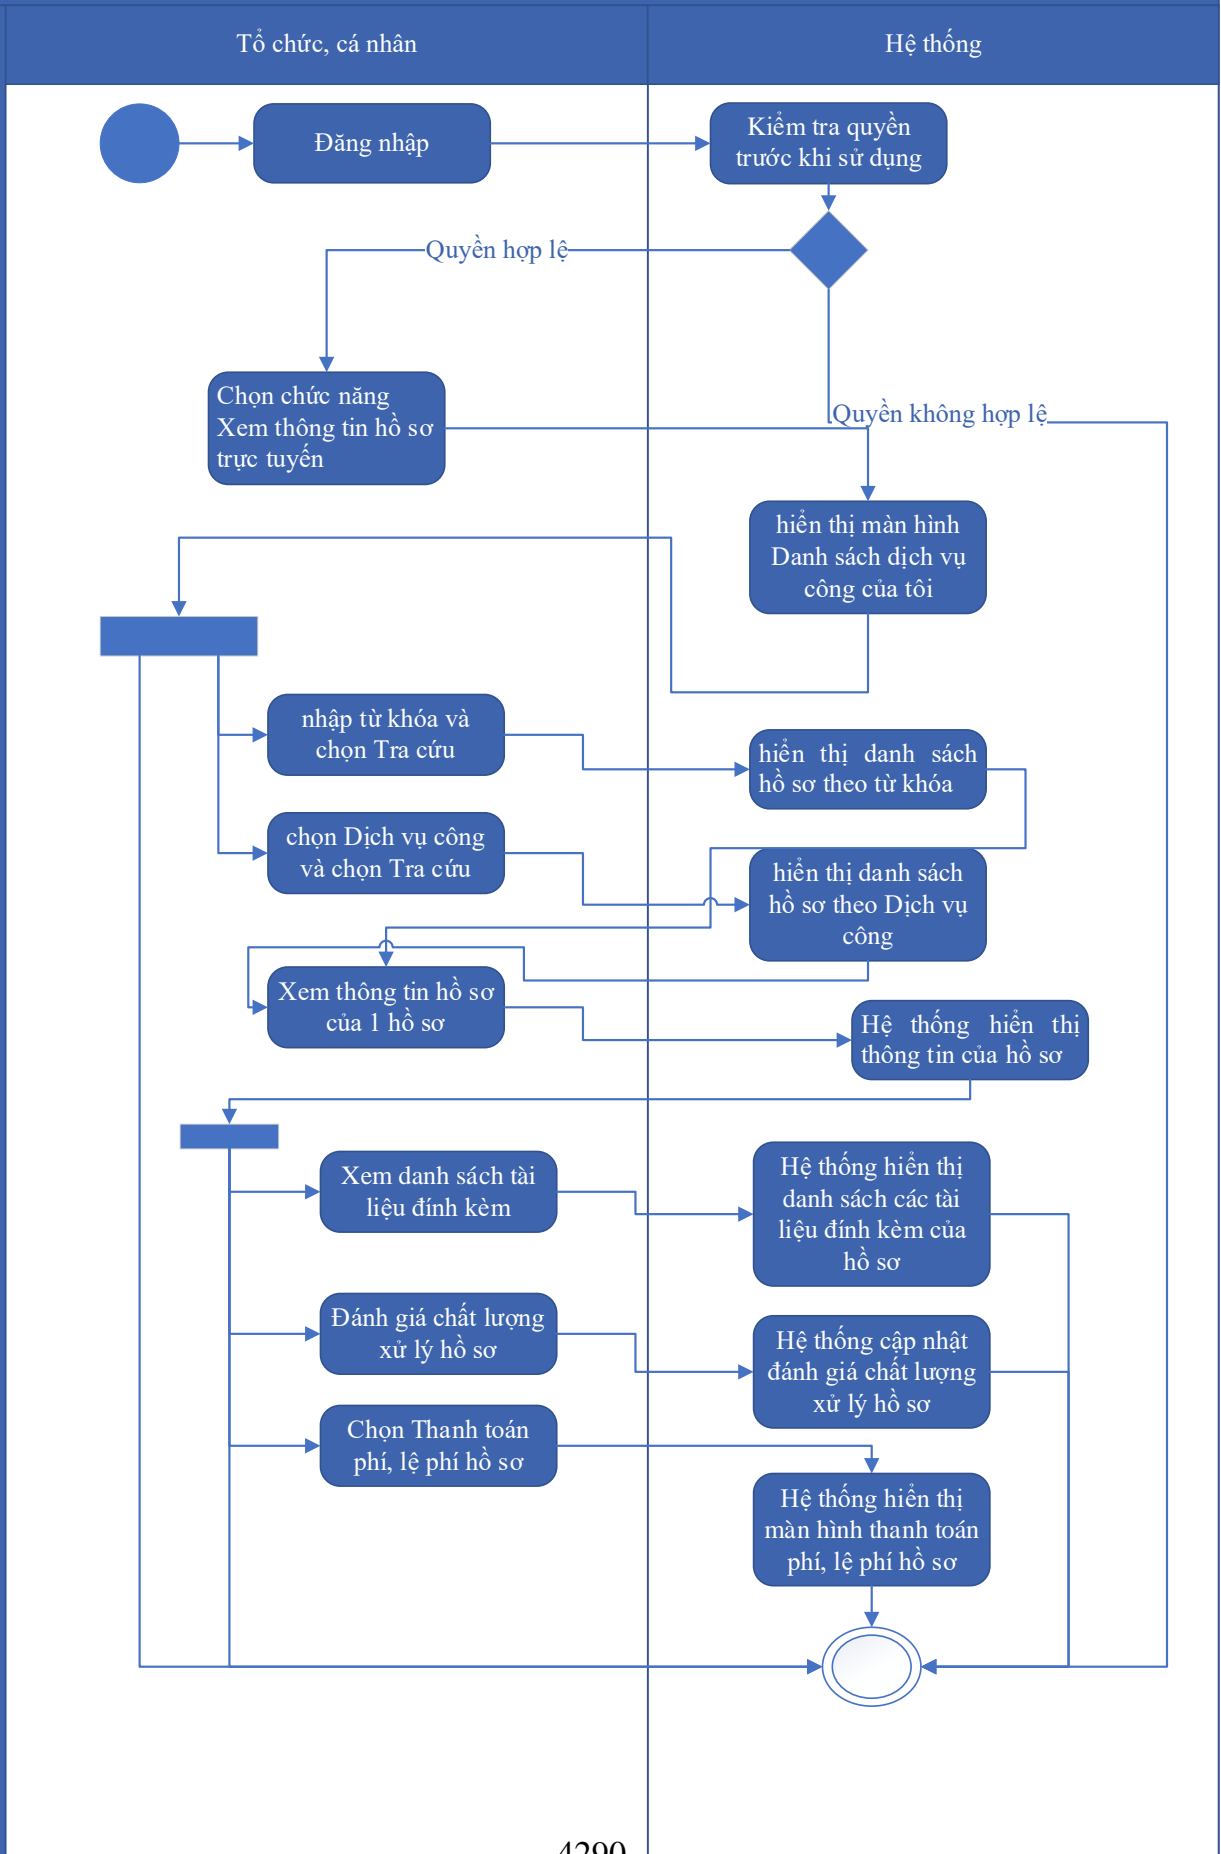 Tổ chức, cá nhân
Hệ thống
Đăng nhập
Kiểm tra quyền
trước khi sử dụng
Quyền hợp lệ
Chọn chức năng
Xem thông tin hồ sơ
trực tuyến
Quyền không hợp lệ
hiển thị màn hình
Danh sách dịch vụ
công của tôi
nhập từ khóa và
chọn Tra cứu
hiển thị danh sách
hồ sơ theo từ khóa
chọn Dịch vụ công
và chọn Tra cứu
hiển thị danh sách
hồ sơ theo Dịch vụ
công
Xem thông tin hồ sơ
của 1 hồ sơ
Hệ thống hiển thị
thông tin của hồ sơ
Xem danh sách tài
liệu đính kèm
Hệ thống hiển thị
danh sách các tài
liệu đính kèm của
hồ sơ
Đánh giá chất lượng
xử lý hồ sơ
Hệ thống cập nhật
đánh giá chất lượng
xử lý hồ sơ
Chọn Thanh toán
phí, lệ phí hồ sơ
Hệ thống hiển thị
màn hình thanh toán
phí, lệ phí hồ sơ
4290